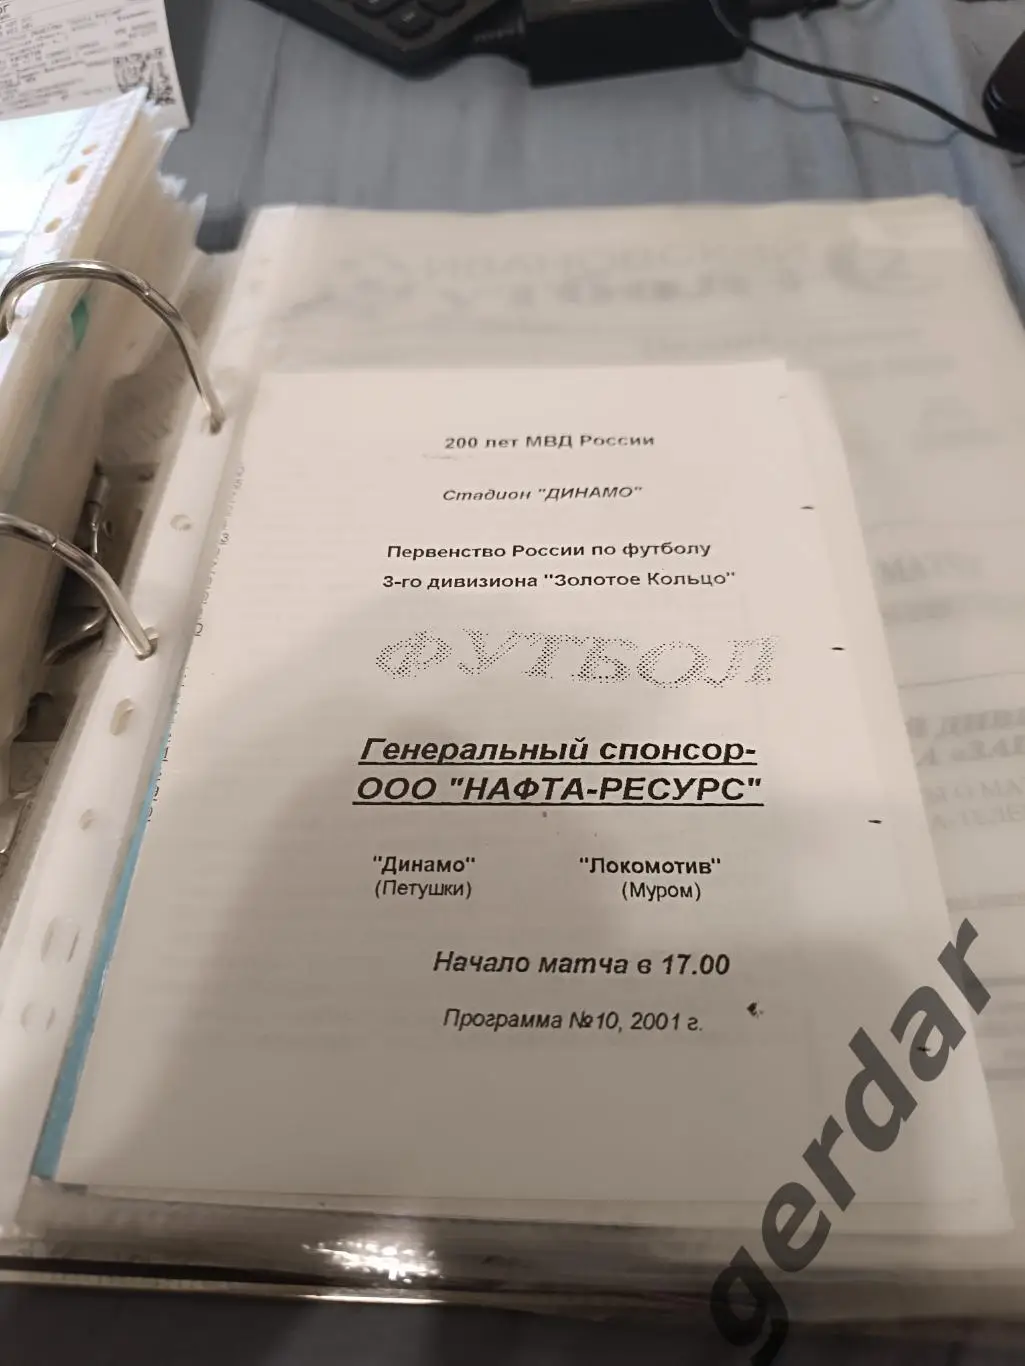 200 лет МВД России
Стадион "ДИНАМО"
Первенство России по футболу
3-го дивизиона "Золотое Кольцо"
ФУТБОЛ
Генеральный спонсор-
ООО "НАФТА-РЕСУРС"
"Динамо" "Локомотив"
(Петушки) (Муром)
Начало матча в 17.00
Программа №10, 2001 г.
gerdar